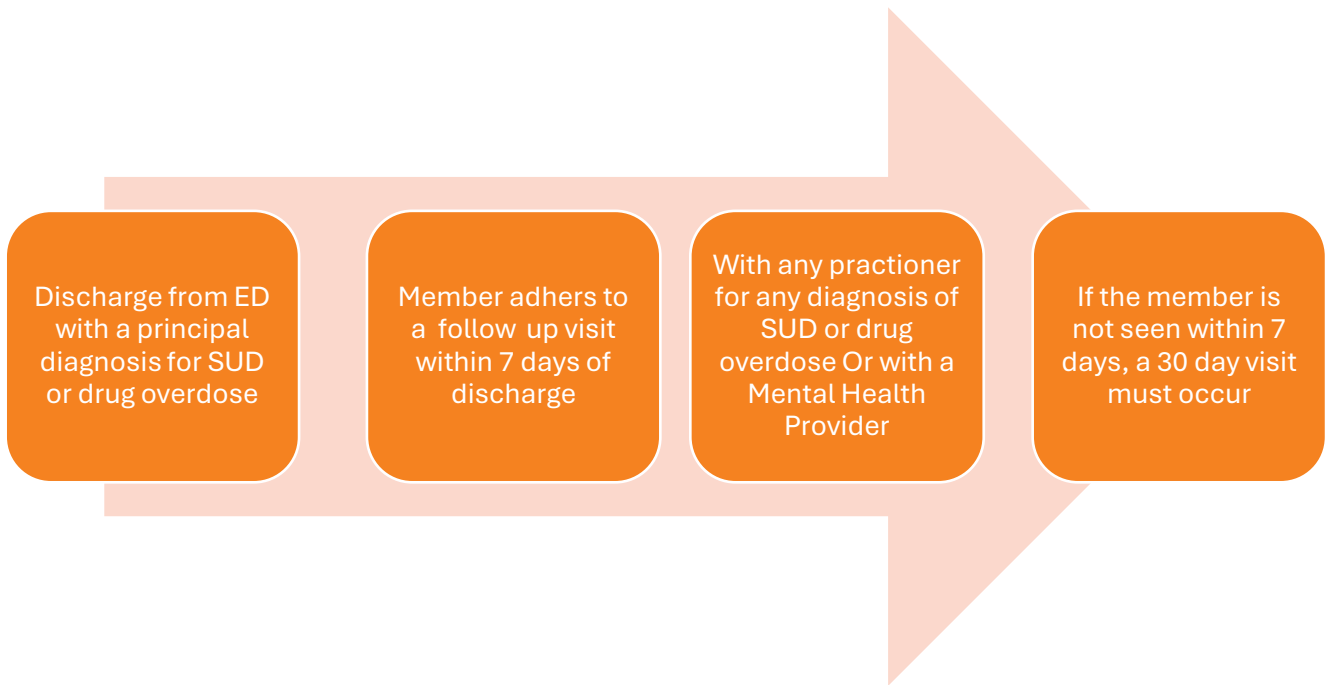 Discharge from ED
with a principal
diagnosis for SUD
or drug overdose
Member adhers to
a follow up visit
within 7 days of
discharge
With any practioner
for any diagnosis of
SUD or drug
overdose Or with a
Mental Health
Provider
If the member is
not seen within 7
days, a 30 day visit
must occur